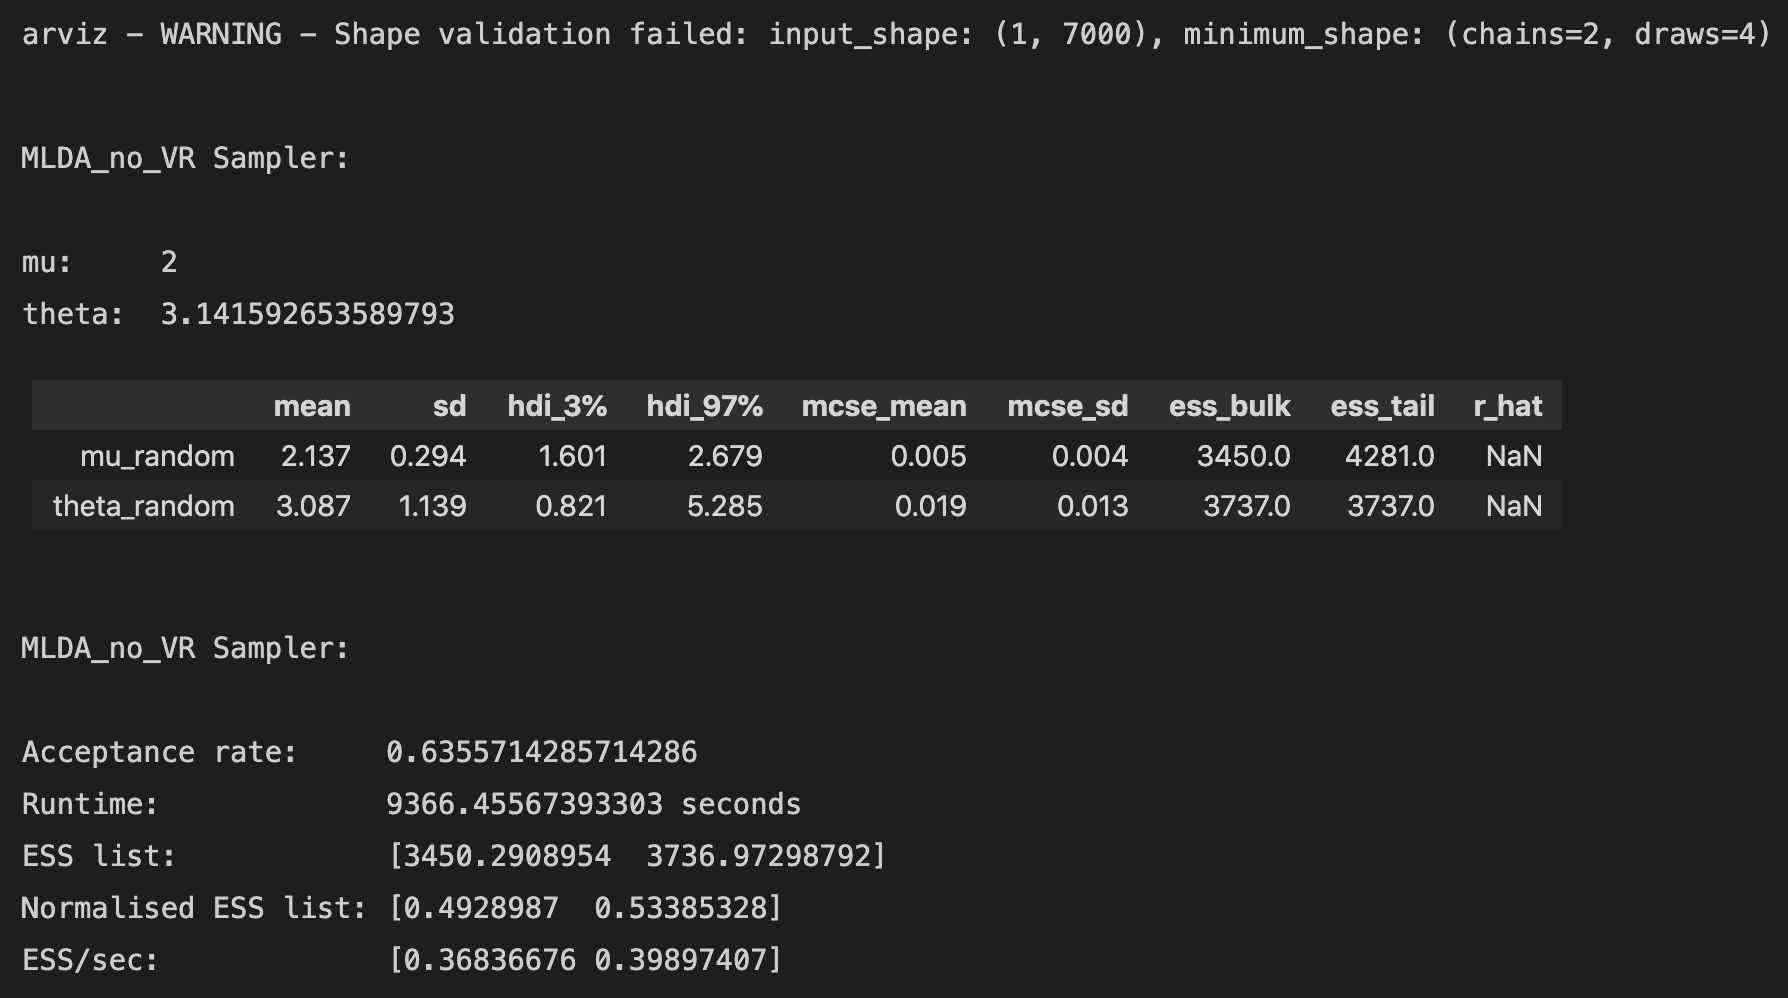 arviz - WARNING - Shape validation failed: input_shape: (1, 7000), minimum_shape: (chains=2, draws=4)
MLDA_no_VR Sampler:
mu: 2
theta: 3.141592653589793
mean sd hdi_3% hdi_97% mcse_mean mcse_sd ess_bulk ess_tail r_hat
mu_random 2.137 0.294 1.601 2.679 0.005 0.004 3450.0 4281.0 NaN
theta_random 3.087 1.139 0.821 5.285 0.019 0.013 3737.0 3737.0 NaN
MLDA_no_VR Sampler:
Acceptance rate: 0.6355714285714286
Runtime: 9366.45567393303 seconds
ESS list: [3450.2908954 3736.97298792]
Normalised ESS list: [0.4928987 0.53385328]
ESS/sec: [0.36836676 0.39897407]